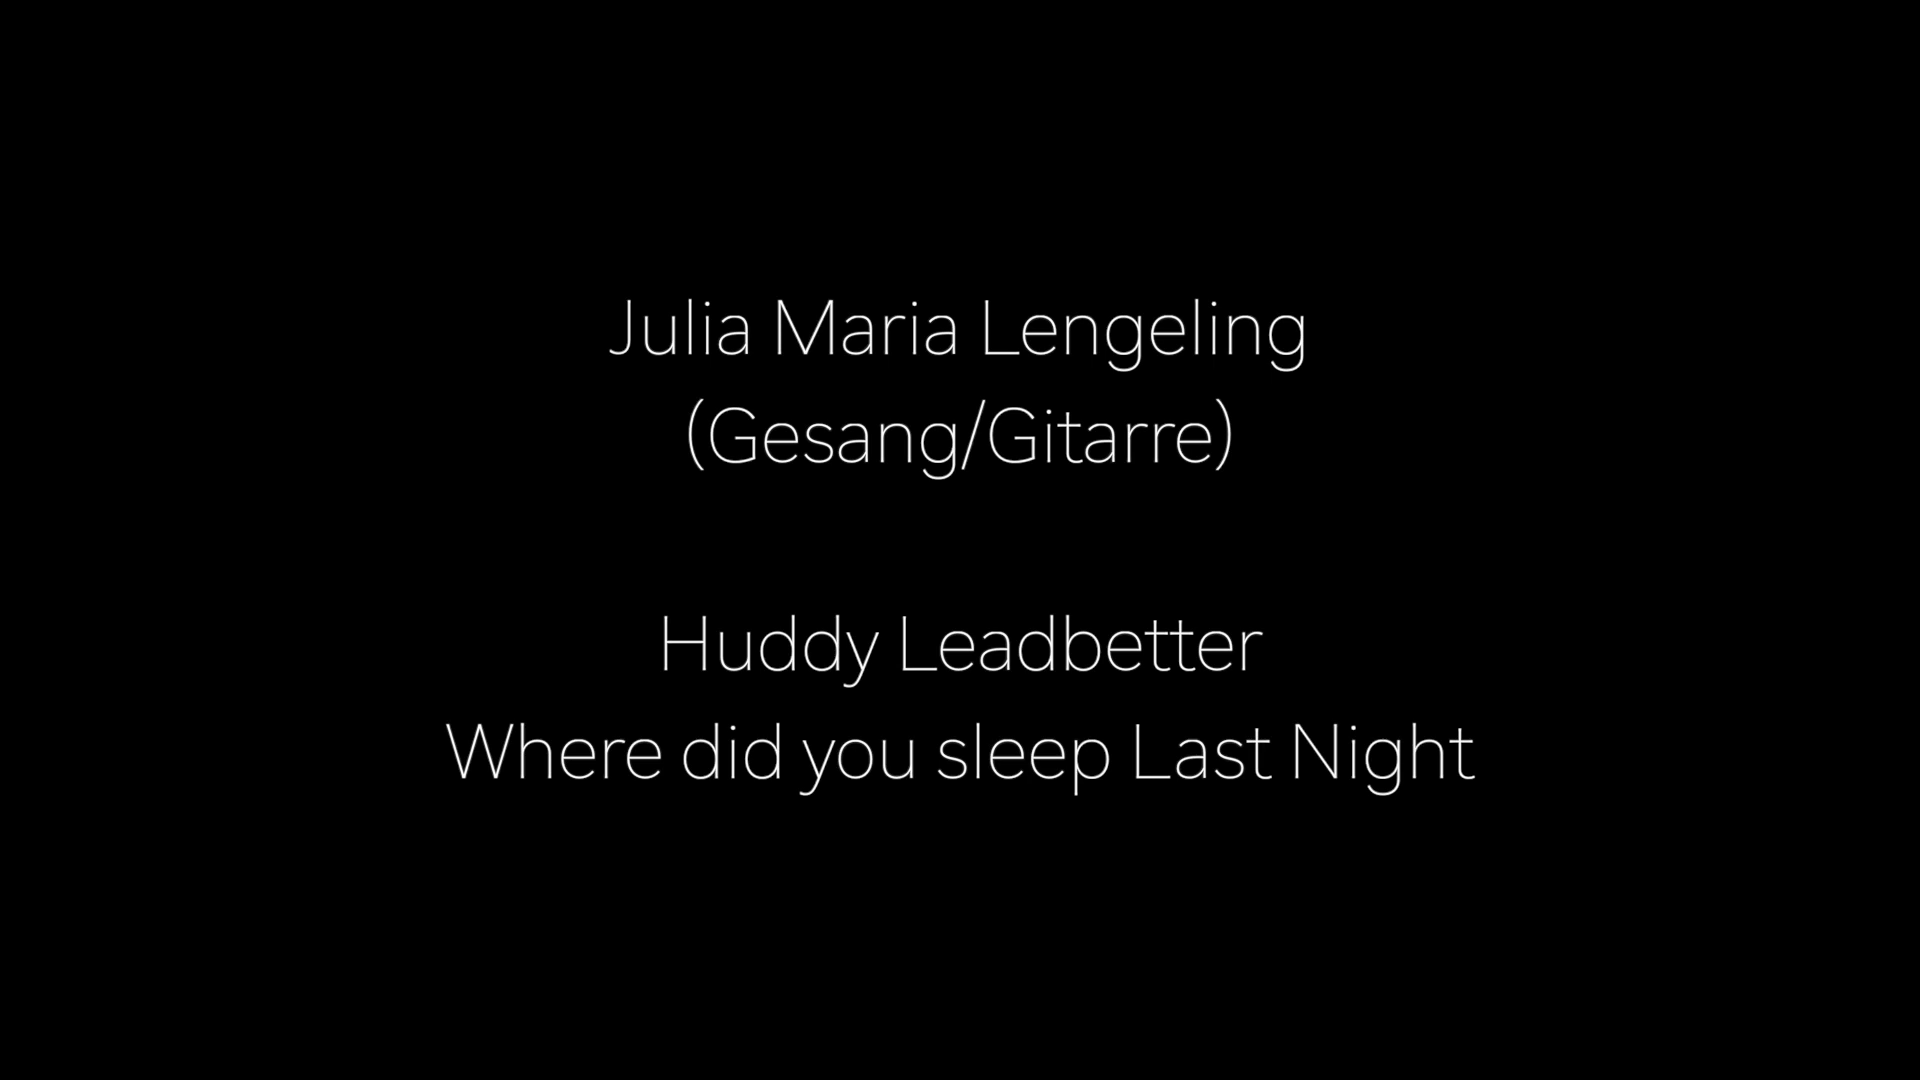 Julia Maria Lengeling
(Gesang/Gitarre)
Huddy Leadbetter
Where did you sleep Last Night